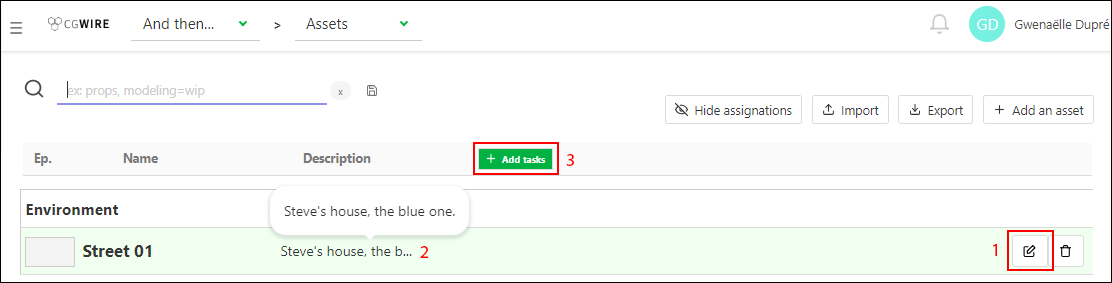 CGWIRE And then... > Assets GD Gwenaëlle Dupré
ex: props, modeling=wip x
Hide assignations Import Export + Add an asset
Ep. Name Description + Add tasks 3
Environment
Steve's house, the blue one.
Street 01 Steve's house, the b... 2 1